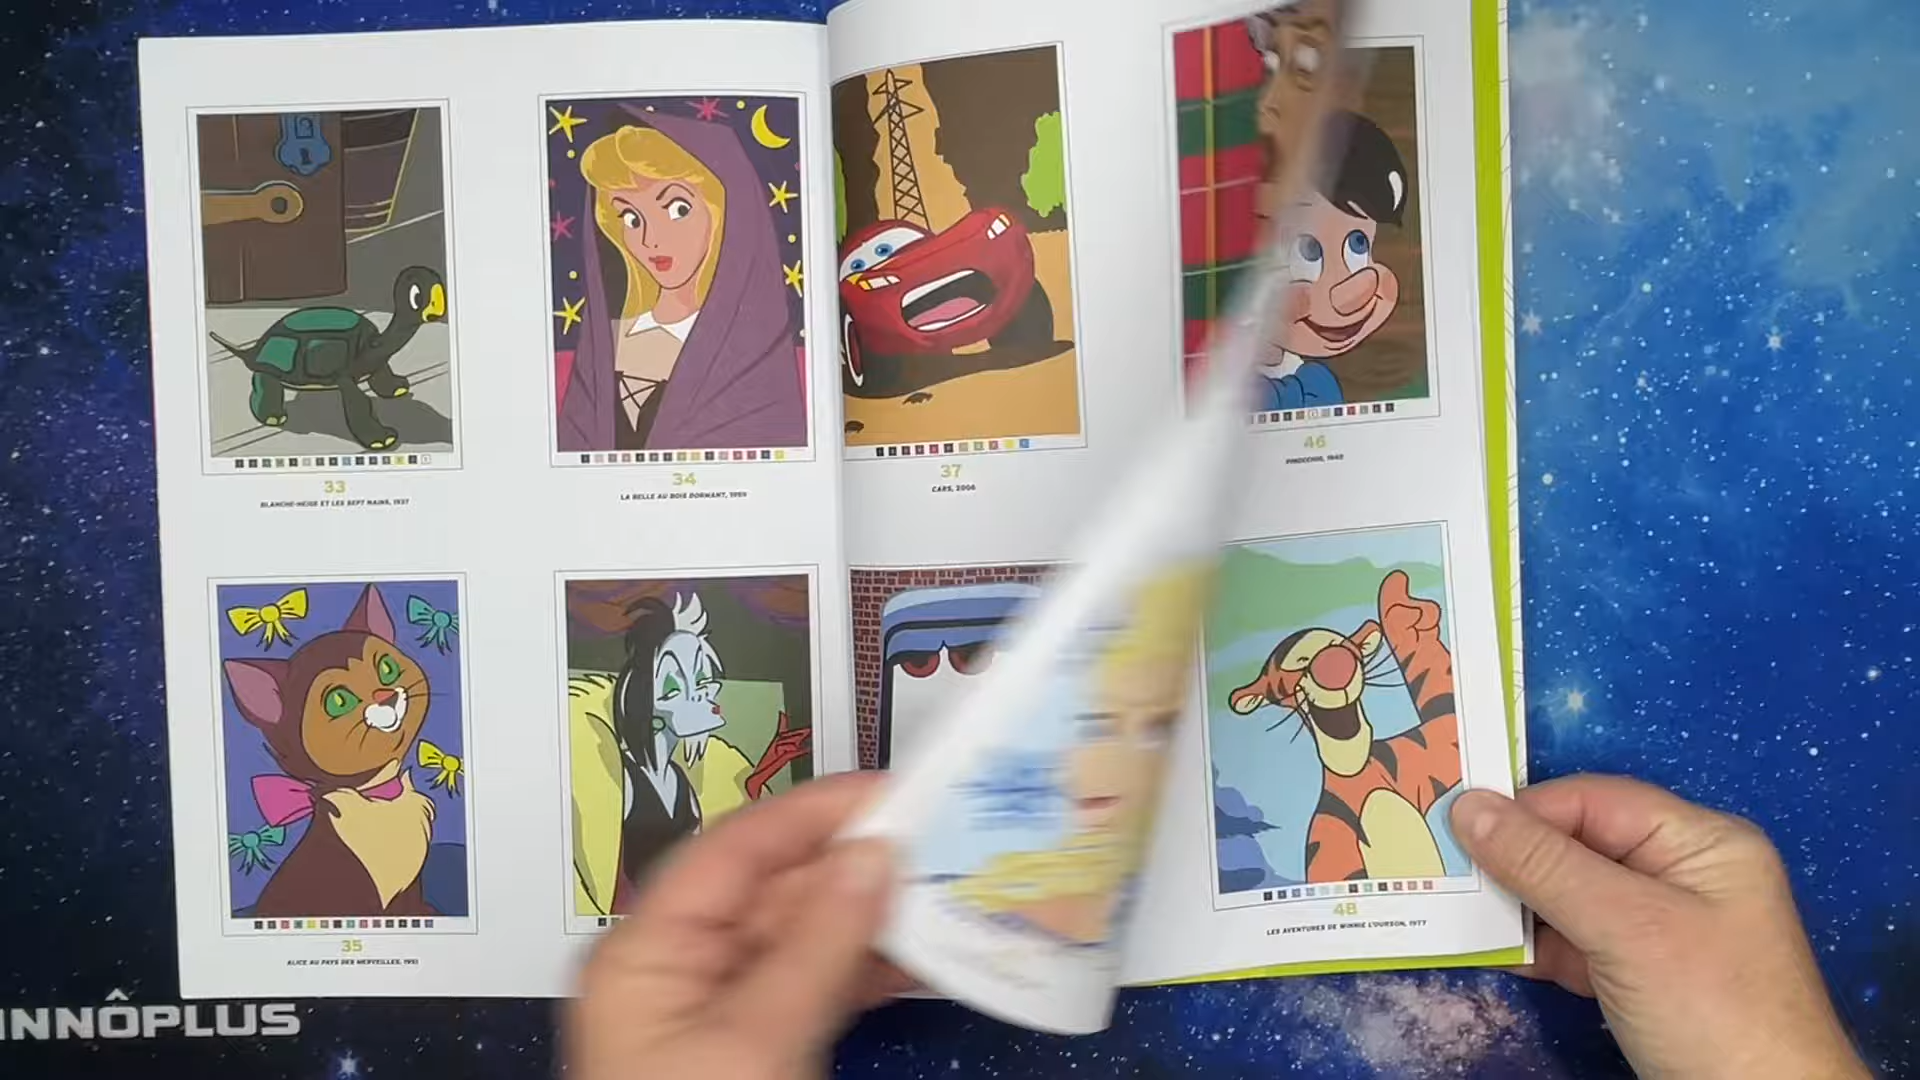 33
BLANCHE-NEIGE ET LES SEPT NAINS, 1937
34
LA BELLE AU BOIS DORMANT, 1959
37
CARS, 2006
46
PINOCCHIO, 1940
35
ALICE AU PAYS DES MERVEILLES, 1951
48
LES AVENTURES DE WINNIE L'OURSON, 1977
INNÔPLUS